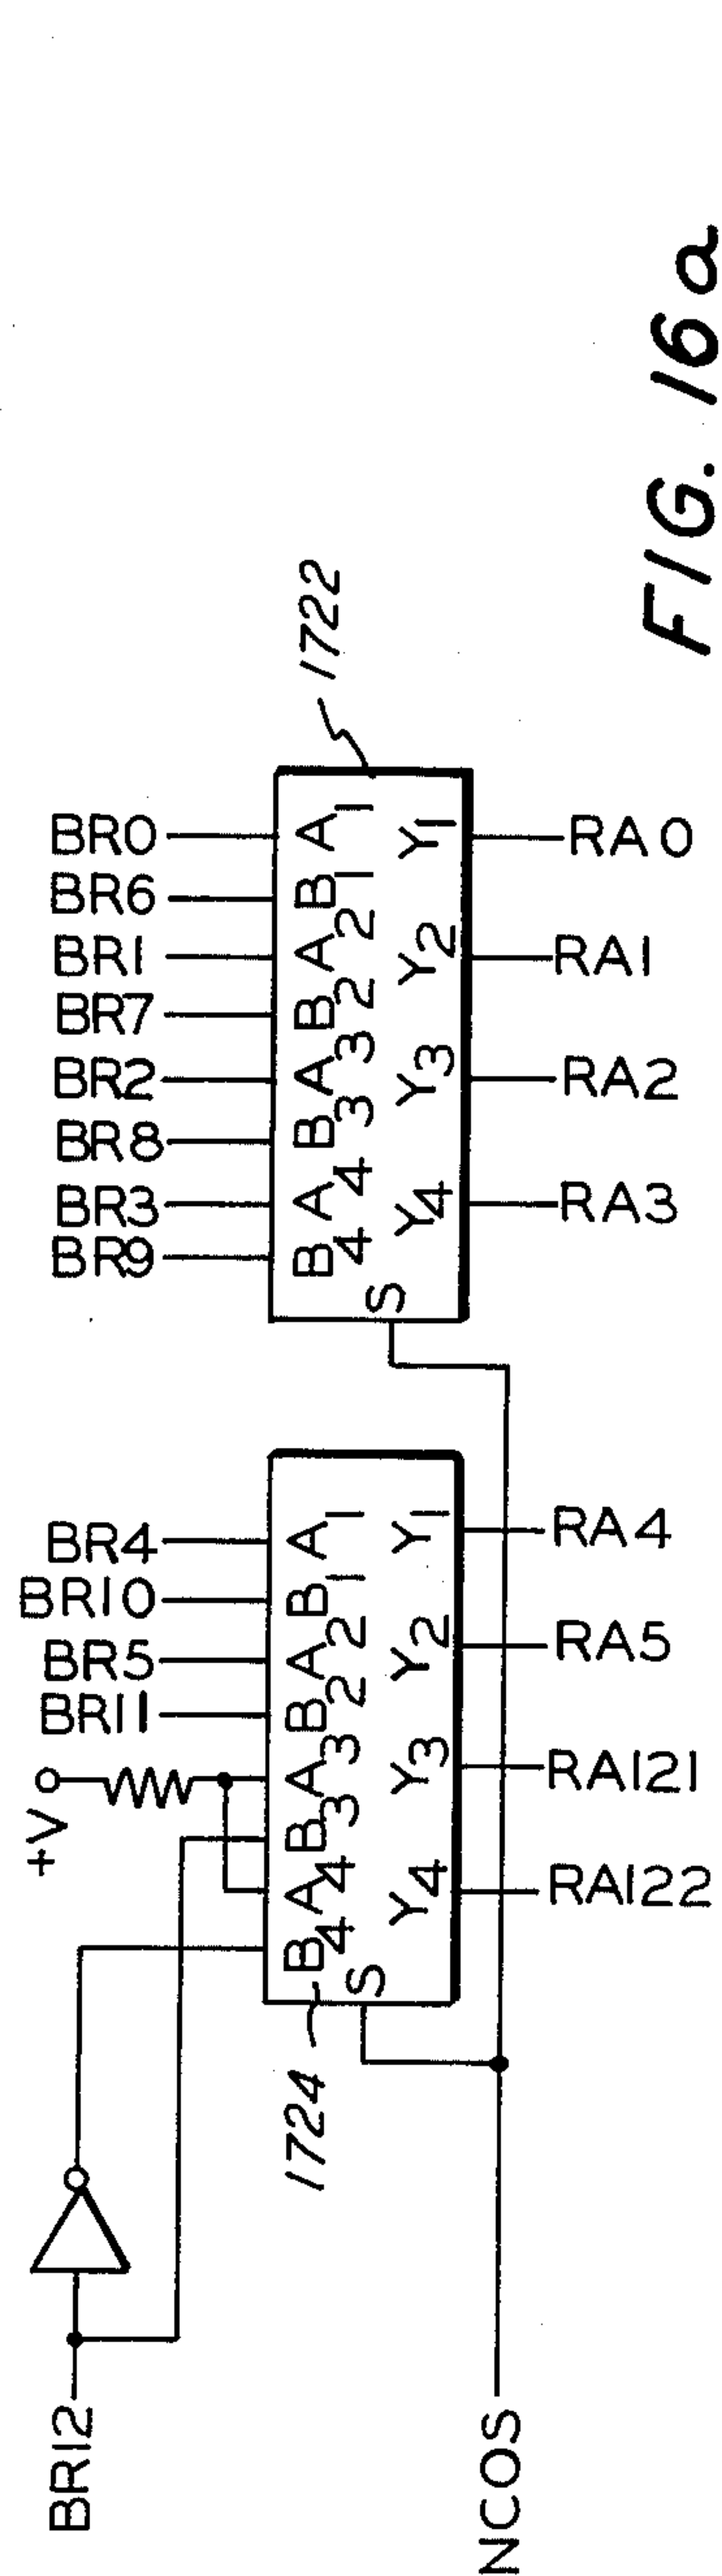 BR0
BR6
BR1
BR7
BR2
BR8
BR3
BR9
A1
B1
A2
B2
A3
B3
A4
B4
S
Y1
Y2
Y3
Y4
1722
RA0
RA1
RA2
RA3
BR4
BR10
BR5
BR11
+V
A1
B1
A2
B2
A3
B3
A4
B4
S
Y1
Y2
Y3
Y4
1724
RA4
RA5
RA121
RA122
BR12
NCOS
FIG. 16a